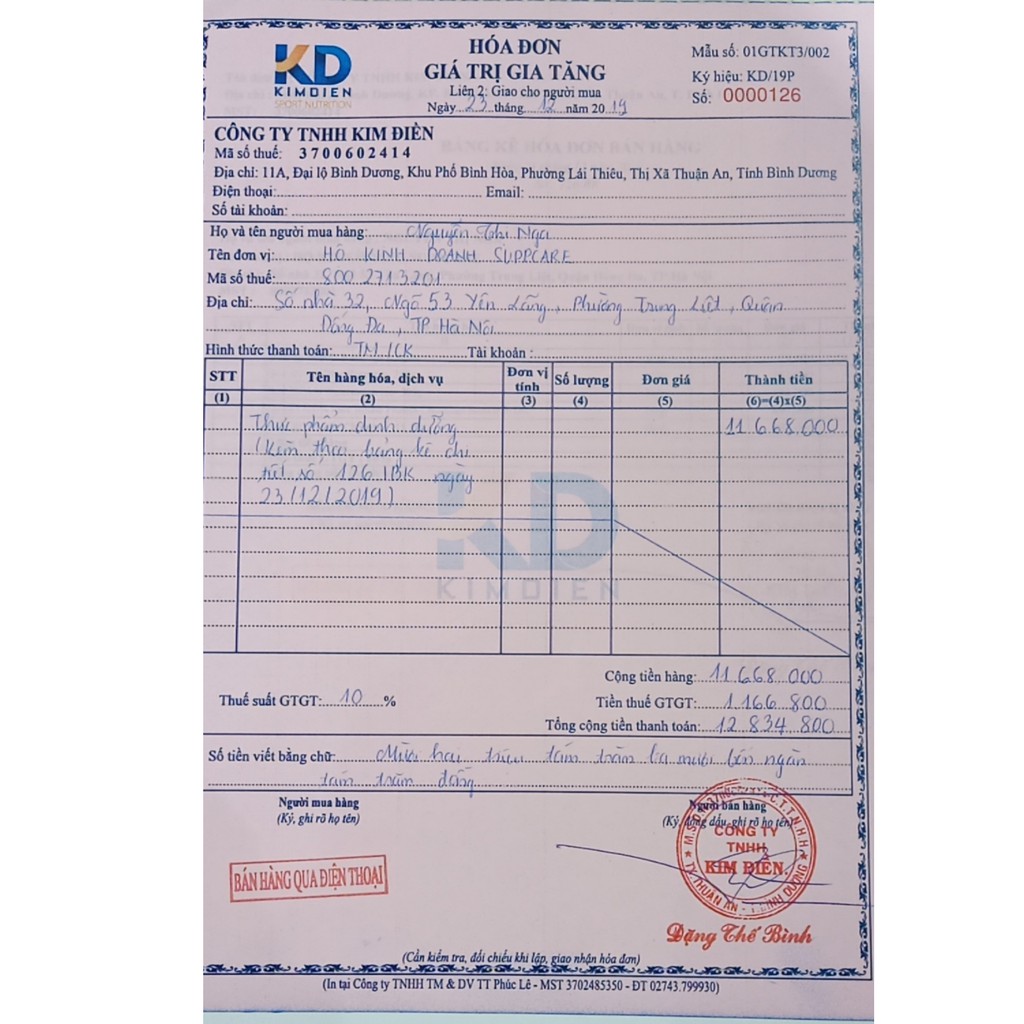 KD
KIMDIEN
SPORT NUTRITION
HÓA ĐƠN
GIÁ TRỊ GIA TĂNG
Liên 2: Giao cho người mua
Ngày 23 tháng 12 năm 2019
Mẫu số: 01GTKT3/002
Ký hiệu: KD/19P
Số: 0000126
CÔNG TY TNHH KIM ĐIỀN
Mã số thuế: 3700602414
Địa chỉ: 11A, Đại lộ Bình Dương, Khu Phố Bình Hòa, Phường Lái Thiêu, Thị Xã Thuận An, Tỉnh Bình Dương
Điện thoại: Email:
Số tài khoản:
Họ và tên người mua hàng: Nguyễn Thị Nga
Tên đơn vị: HỘ KINH DOANH SUPPCARE
Mã số thuế: 8002713201
Địa chỉ: Số nhà 32, Ngõ 53 Yên Lãng, Phường Trung Liệt, Quận
Đống Đa, TP Hà Nội
Hình thức thanh toán: TM/CK Tài khoản :
STT Tên hàng hóa, dịch vụ Đơn vị tính Số lượng Đơn giá Thành tiền
(1) (2) (3) (4) (5) (6)=(4)x(5)
Thực phẩm dinh dưỡng 11.668.000
(Kèm theo bảng kê chi
tiết số 126/BK ngày
23/12/2019)
KD
KIMDIEN
Cộng tiền hàng: 11.668.000
Thuế suất GTGT: 10 % Tiền thuế GTGT: 1.166.800
Tổng cộng tiền thanh toán: 12.834.800
Số tiền viết bằng chữ: Mười hai triệu tám trăm ba mươi bốn ngàn
tám trăm đồng
Người mua hàng
(Ký, ghi rõ họ tên)
Người bán hàng
(Ký, đóng dấu, ghi rõ họ tên)
CÔNG TY
TNHH
KIM ĐIỀN
TX.THUẬN AN - T.BÌNH DƯƠNG
BÁN HÀNG QUA ĐIỆN THOẠI
Đặng Thế Bình
(Cần kiểm tra, đối chiếu khi lập, giao nhận hóa đơn)
(In tại Công ty TNHH TM & DV TT Phúc Lê - MST 3702485350 - ĐT 02743.799930)